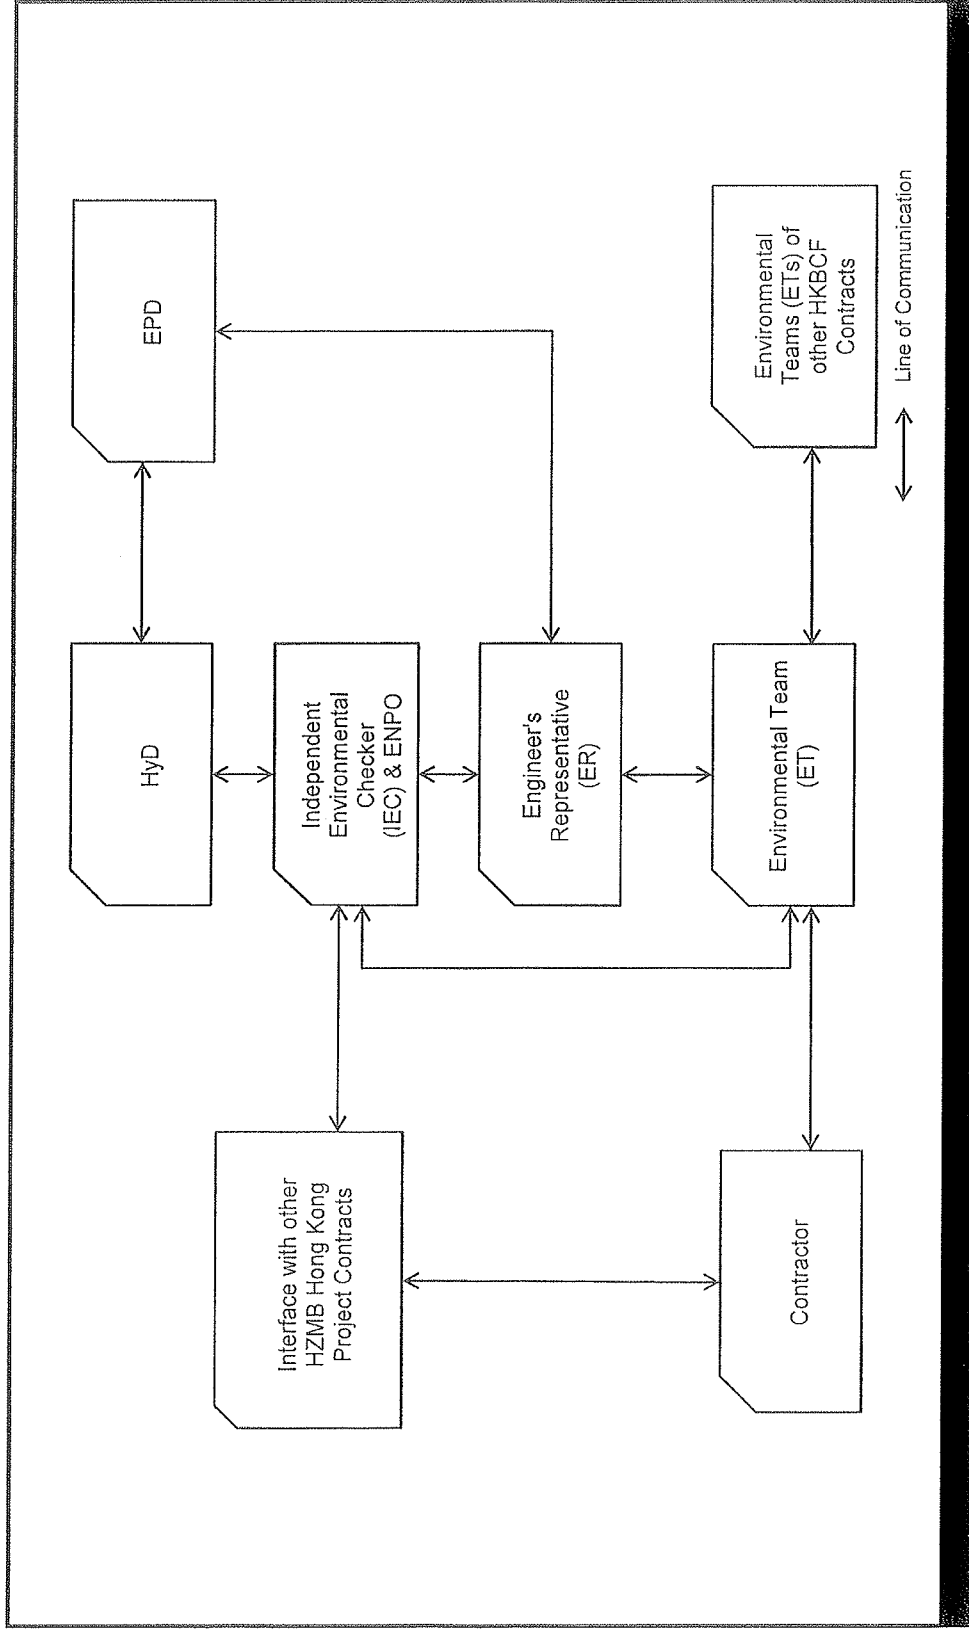 HyD
EPD
Independent
Environmental
Checker
(IEC) & ENPO
Interface with other
HZMB Hong Kong
Project Contracts
Engineer's
Representative
(ER)
Contractor
Environmental Team
(ET)
Environmental
Teams (ETs) of
other HKBCF
Contracts
Line of Communication